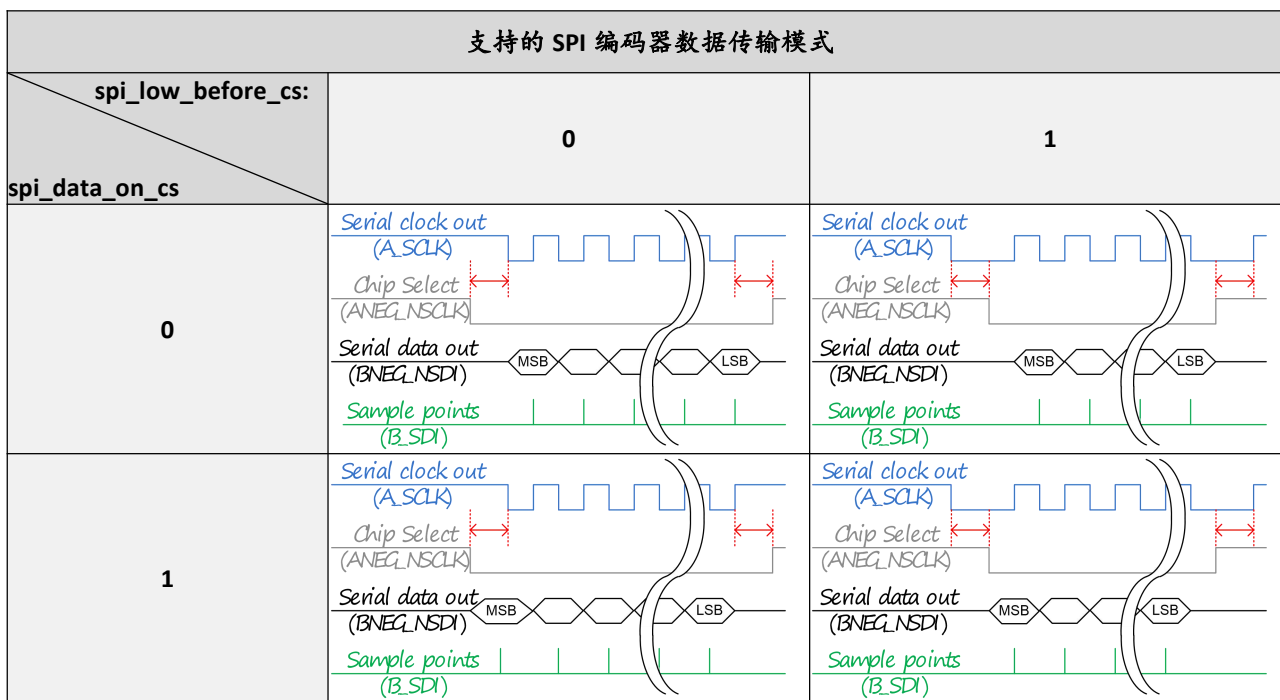 支持的 SPI 编码器数据传输模式
spi_low_before_cs:
spi_data_on_cs
0
1
0
Serial clock out
(A_SCLK)
Chip Select
(ANEG_NSCLK)
Serial data out
(BNEG_NSDI)
MSB
LSB
Sample points
(B_SDI)
Serial clock out
(A_SCLK)
Chip Select
(ANEG_NSCLK)
Serial data out
(BNEG_NSDI)
MSB
LSB
Sample points
(B_SDI)
1
Serial clock out
(A_SCLK)
Chip Select
(ANEG_NSCLK)
Serial data out
(BNEG_NSDI)
MSB
LSB
Sample points
(B_SDI)
Serial clock out
(A_SCLK)
Chip Select
(ANEG_NSCLK)
Serial data out
(BNEG_NSDI)
MSB
LSB
Sample points
(B_SDI)